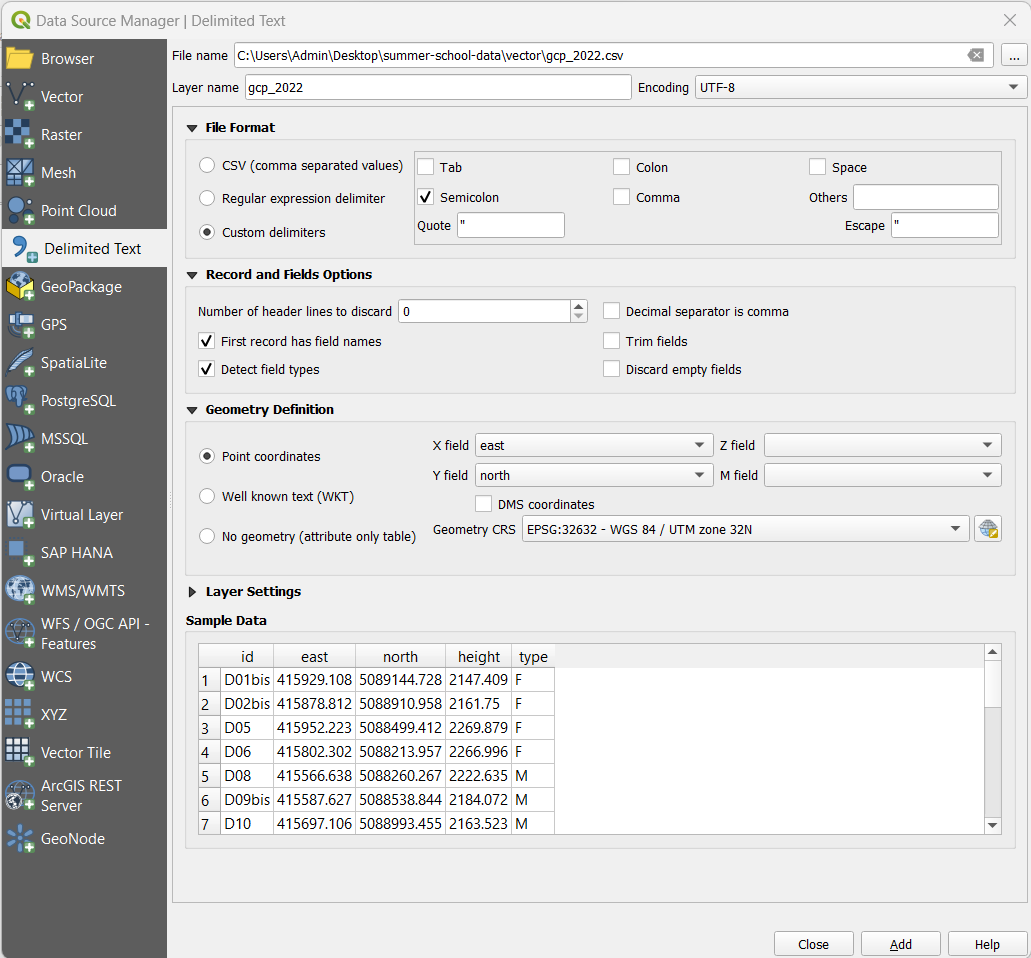 Data Source Manager | Delimited Text
Browser
Vector
Raster
Mesh
Point Cloud
Delimited Text
GeoPackage
GPS
SpatiaLite
PostgreSQL
MSSQL
Oracle
Virtual Layer
SAP HANA
WMS/WMTS
WFS / OGC API -
Features
WCS
XYZ
Vector Tile
ArcGIS REST
Server
GeoNode
File name C:\Users\Admin\Desktop\summer-school-data\vector\gcp_2022.csv ...
Layer name gcp_2022 Encoding UTF-8
File Format
CSV (comma separated values) Tab Colon Space
Regular expression delimiter Semicolon Comma Others
Custom delimiters Quote " Escape "
Record and Fields Options
Number of header lines to discard 0 Decimal separator is comma
First record has field names Trim fields
Detect field types Discard empty fields
Geometry Definition
Point coordinates X field east Z field
Y field north M field
Well known text (WKT) DMS coordinates
No geometry (attribute only table) Geometry CRS EPSG:32632 - WGS 84 / UTM zone 32N
Layer Settings
Sample Data
id east north height type
1 D01bis 415929.108 5089144.728 2147.409 F
2 D02bis 415878.812 5088910.958 2161.75 F
3 D05 415952.223 5088499.412 2269.879 F
4 D06 415802.302 5088213.957 2266.996 F
5 D08 415566.638 5088260.267 2222.635 M
6 D09bis 415587.627 5088538.844 2184.072 M
7 D10 415697.106 5088993.455 2163.523 M
Close Add Help